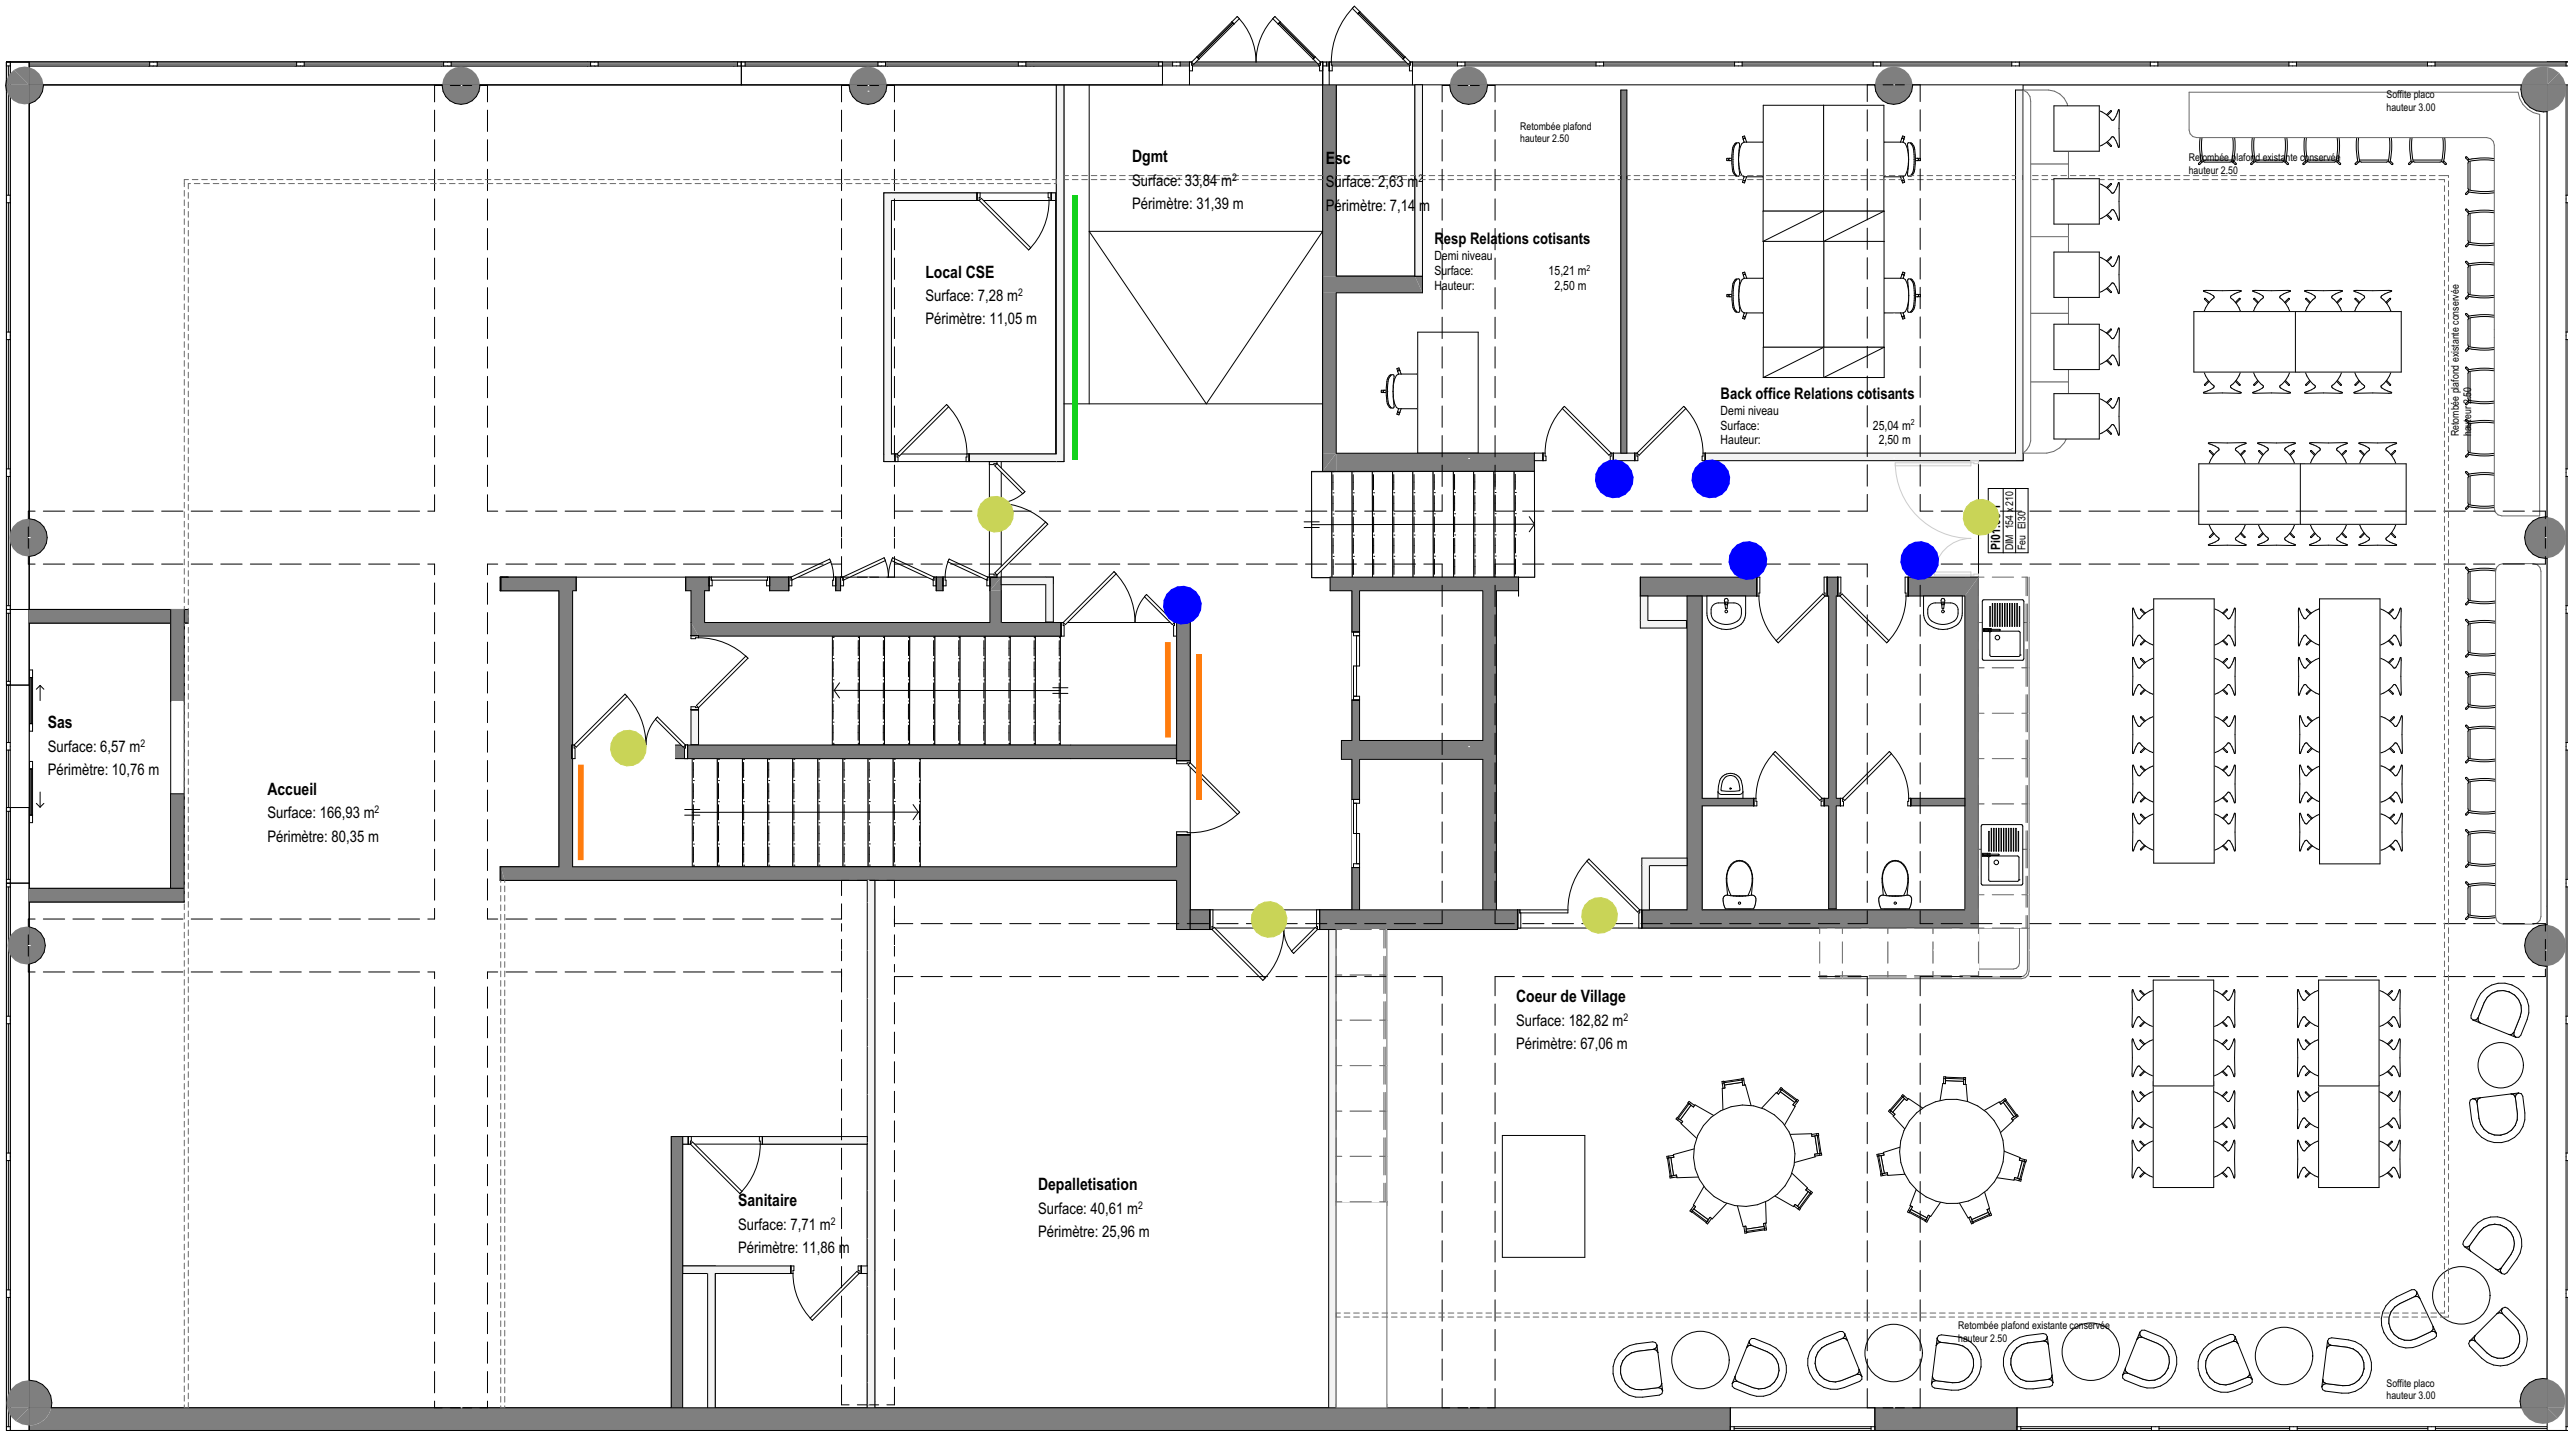 Soffite placo
hauteur 3.00
Retombée plafond
hauteur 2.50
Dgmt
Surface: 33,84 m²
Périmètre: 31,39 m
Esc
Surface: 2,63 m²
Périmètre: 7,14 m
Retombée plafond existante conservée
hauteur 2.50
Resp Relations cotisants
Demi niveau
Surface: 15,21 m²
Hauteur: 2,50 m
Local CSE
Surface: 7,28 m²
Périmètre: 11,05 m
Retombée plafond existante conservée
hauteur 2.50
Back office Relations cotisants
Demi niveau
Surface: 25,04 m²
Hauteur: 2,50 m
DIM 154 x 210
Feu EI30
Sas
Surface: 6,57 m²
Périmètre: 10,76 m
Accueil
Surface: 166,93 m²
Périmètre: 80,35 m
Coeur de Village
Surface: 182,82 m²
Périmètre: 67,06 m
Depalletisation
Surface: 40,61 m²
Périmètre: 25,96 m
Sanitaire
Surface: 7,71 m²
Périmètre: 11,86 m
Retombée plafond existante conservée
hauteur 2.50
Soffite placo
hauteur 3.00